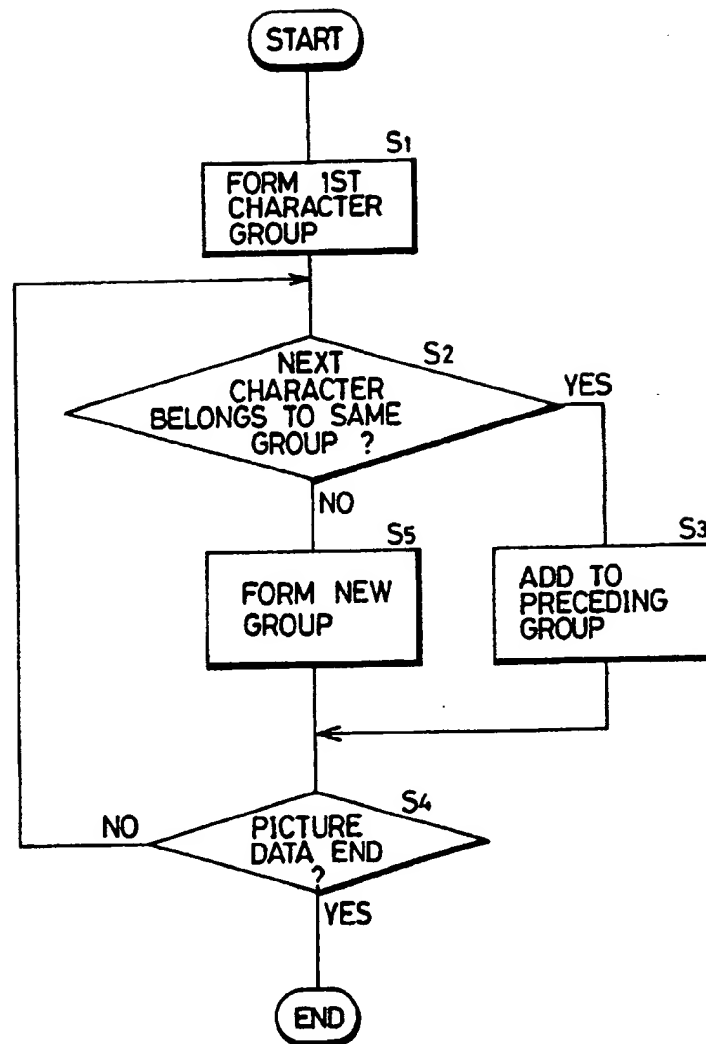 START
S1
FORM 1ST
CHARACTER
GROUP
S2
NEXT
CHARACTER
BELONGS TO SAME
GROUP ?
YES
NO
S5
FORM NEW
GROUP
S3
ADD TO
PRECEDING
GROUP
S4
PICTURE
DATA END
?
NO
YES
END